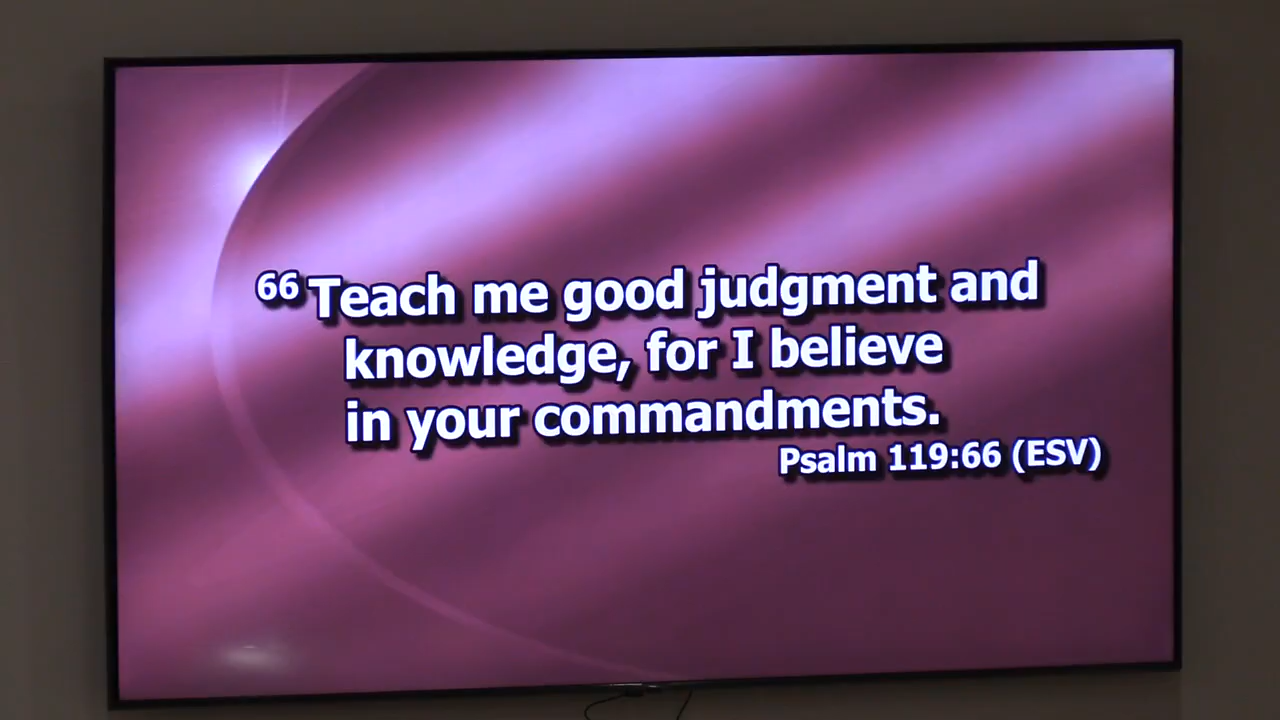 66 Teach me good judgment and
knowledge, for I believe
in your commandments.
Psalm 119:66 (ESV)